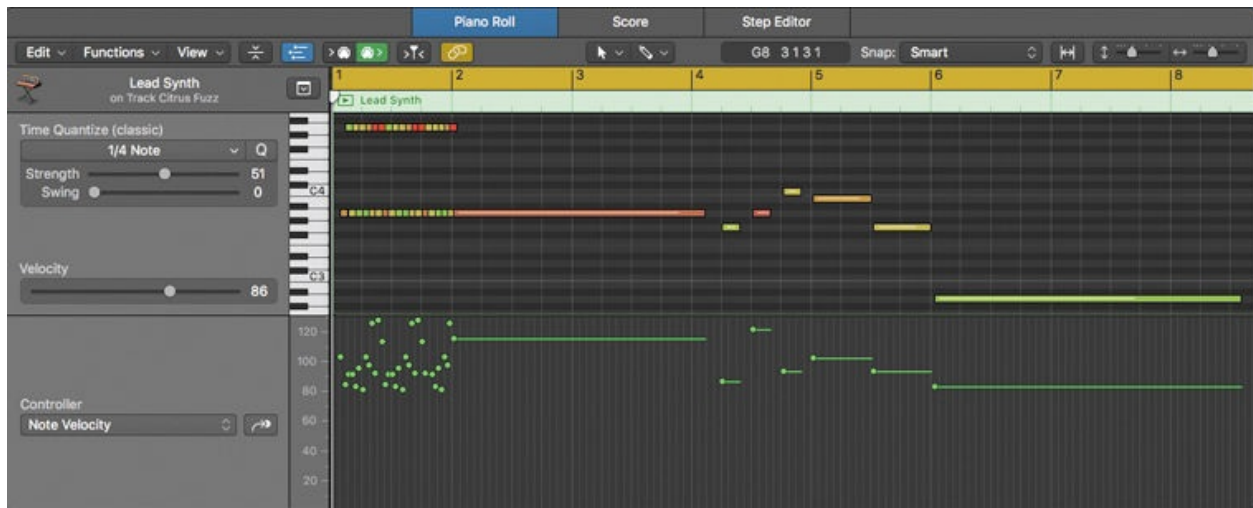 Piano Roll Score Step Editor
Edit Functions View G8 3 1 3 1 Snap: Smart
Lead Synth
on Track Citrus Fuzz
1 2 3 4 5 6 7 8
Lead Synth
Time Quantize (classic)
1/4 Note Q
Strength 51
Swing 0
C4
Velocity
86
C3
120
100
80
Controller
Note Velocity
60
40
20